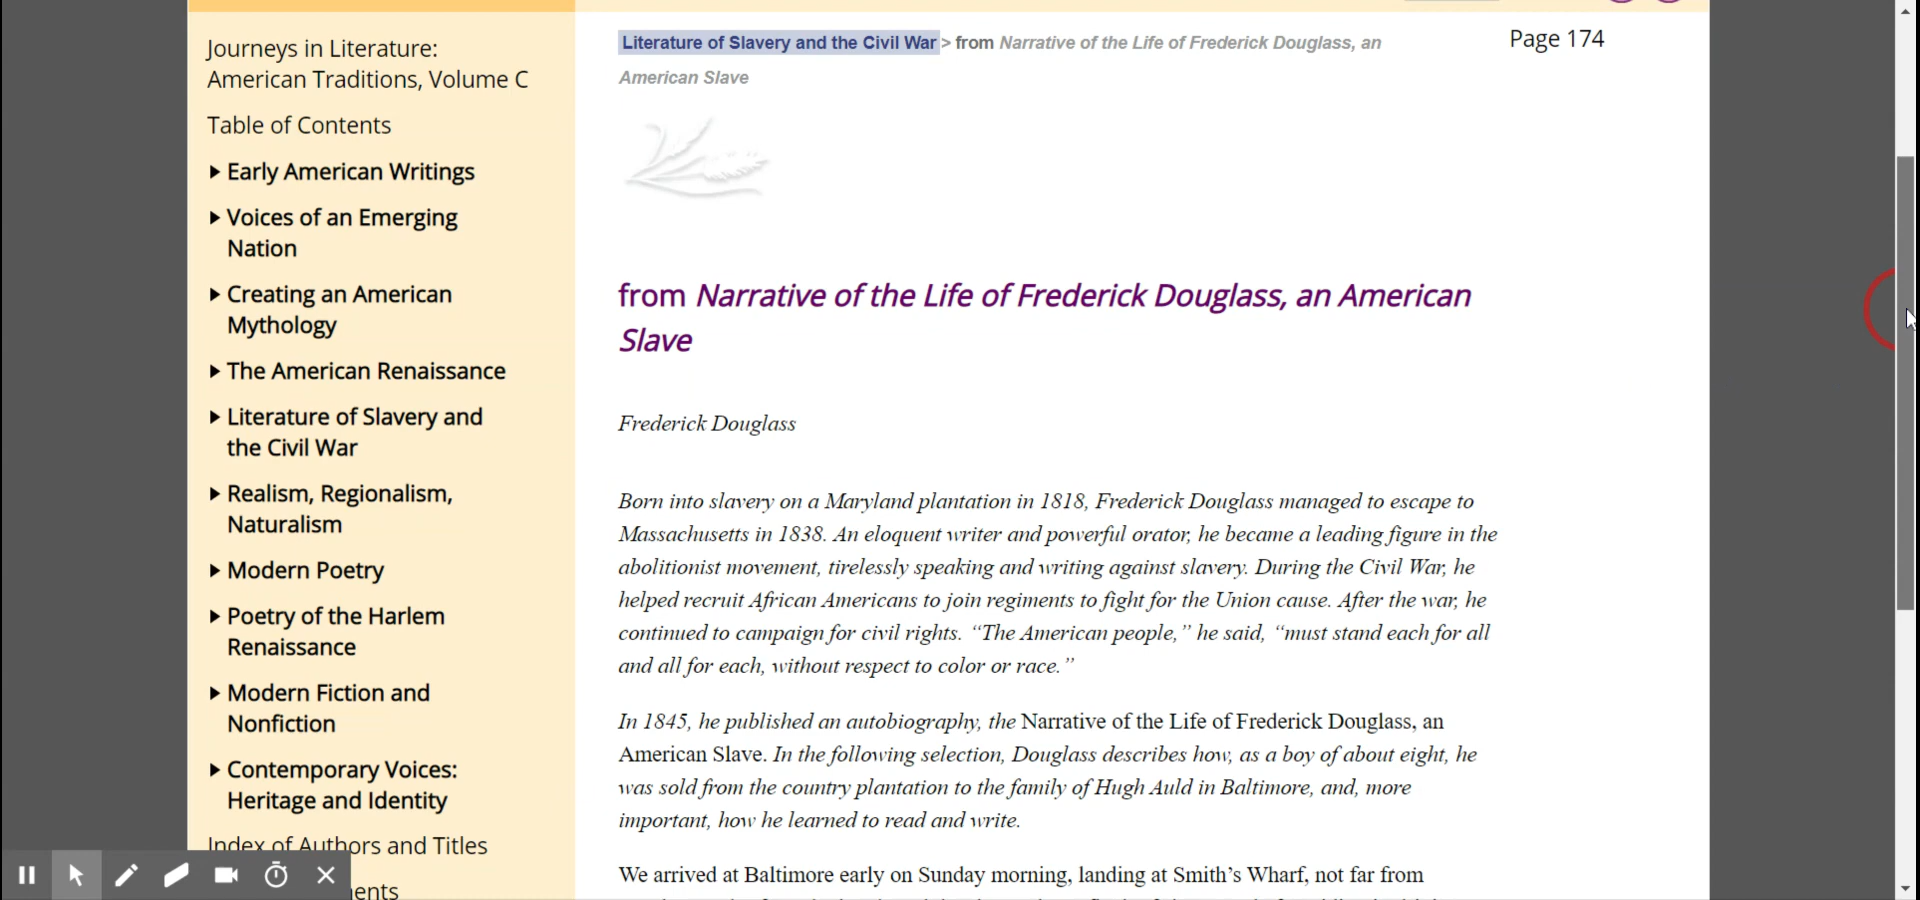 Journeys in Literature:
American Traditions, Volume C
Table of Contents
Early American Writings
Voices of an Emerging
Nation
Creating an American
Mythology
The American Renaissance
Literature of Slavery and
the Civil War
Realism, Regionalism,
Naturalism
Modern Poetry
Poetry of the Harlem
Renaissance
Modern Fiction and
Nonfiction
Contemporary Voices:
Heritage and Identity
Index of Authors and Titles
Literature of Slavery and the Civil War > from Narrative of the Life of Frederick Douglass, an
American Slave
Page 174
from Narrative of the Life of Frederick Douglass, an American
Slave
Frederick Douglass
Born into slavery on a Maryland plantation in 1818, Frederick Douglass managed to escape to
Massachusetts in 1838. An eloquent writer and powerful orator, he became a leading figure in the
abolitionist movement, tirelessly speaking and writing against slavery. During the Civil War, he
helped recruit African Americans to join regiments to fight for the Union cause. After the war, he
continued to campaign for civil rights. “The American people,” he said, “must stand each for all
and all for each, without respect to color or race.”
In 1845, he published an autobiography, the Narrative of the Life of Frederick Douglass, an
American Slave. In the following selection, Douglass describes how, as a boy of about eight, he
was sold from the country plantation to the family of Hugh Auld in Baltimore, and, more
important, how he learned to read and write.
We arrived at Baltimore early on Sunday morning, landing at Smith’s Wharf, not far from